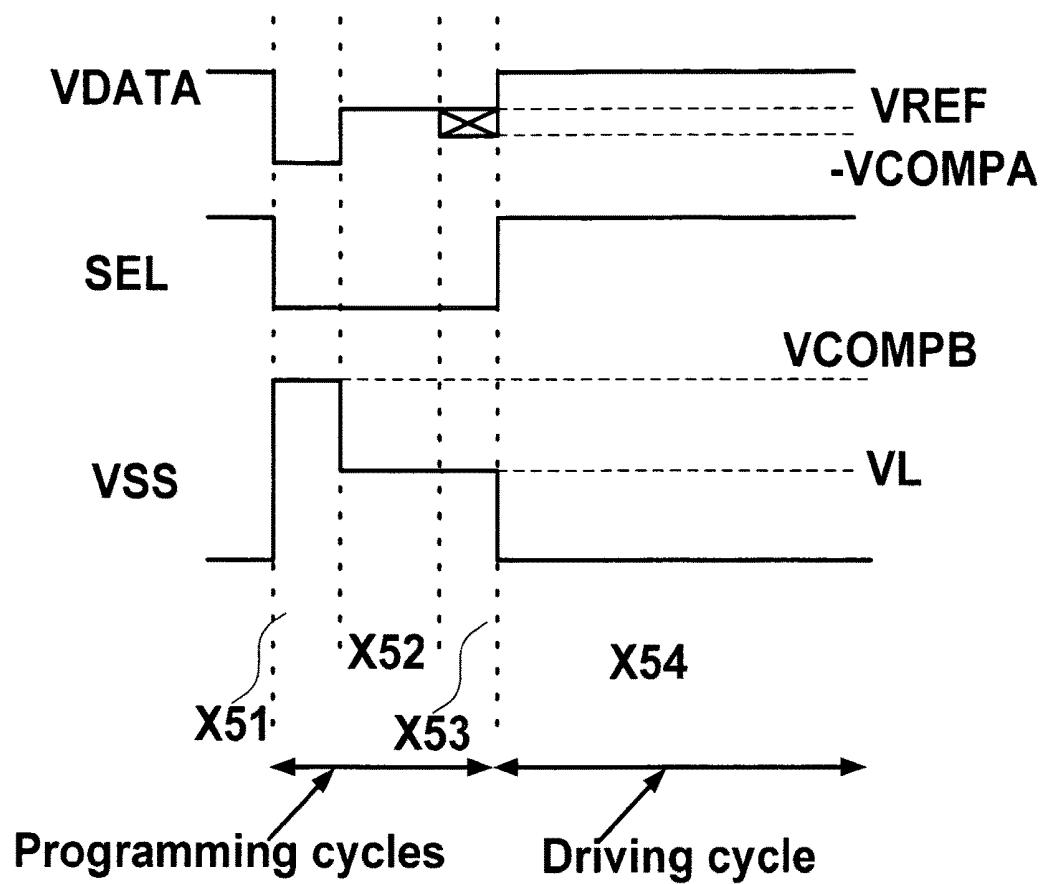 VDATA
VREF
-VCOMPA
SEL
VCOMPB
VSS
VL
X52
X54
X51
X53
Programming cycles
Driving cycle